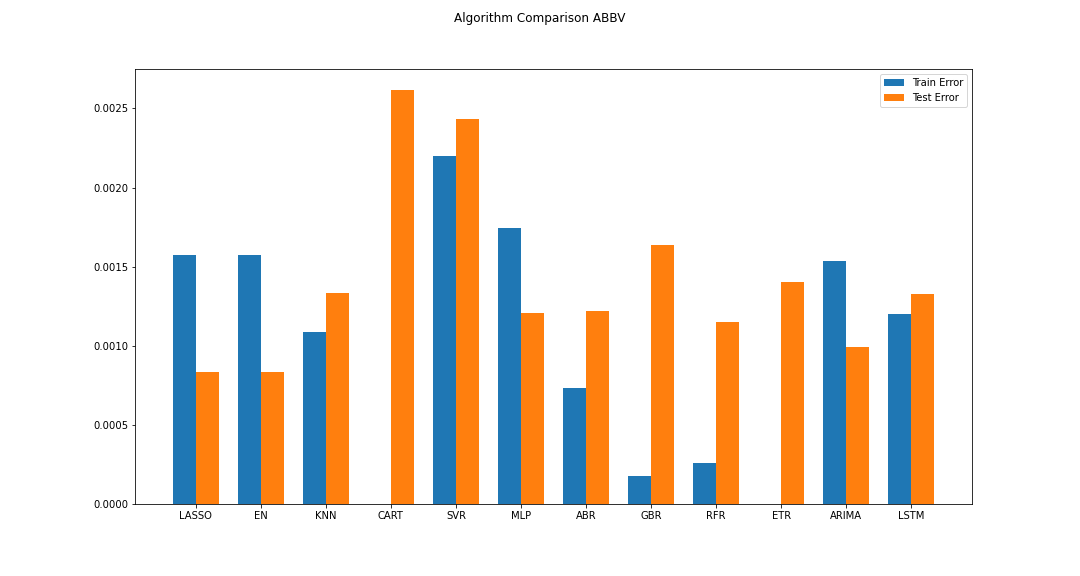 Algorithm Comparison ABBV
Train Error
Test Error
0.0025
0.0020
0.0015
0.0010
0.0005
0.0000
LASSO EN KNN CART SVR MLP ABR GBR RFR ETR ARIMA LSTM